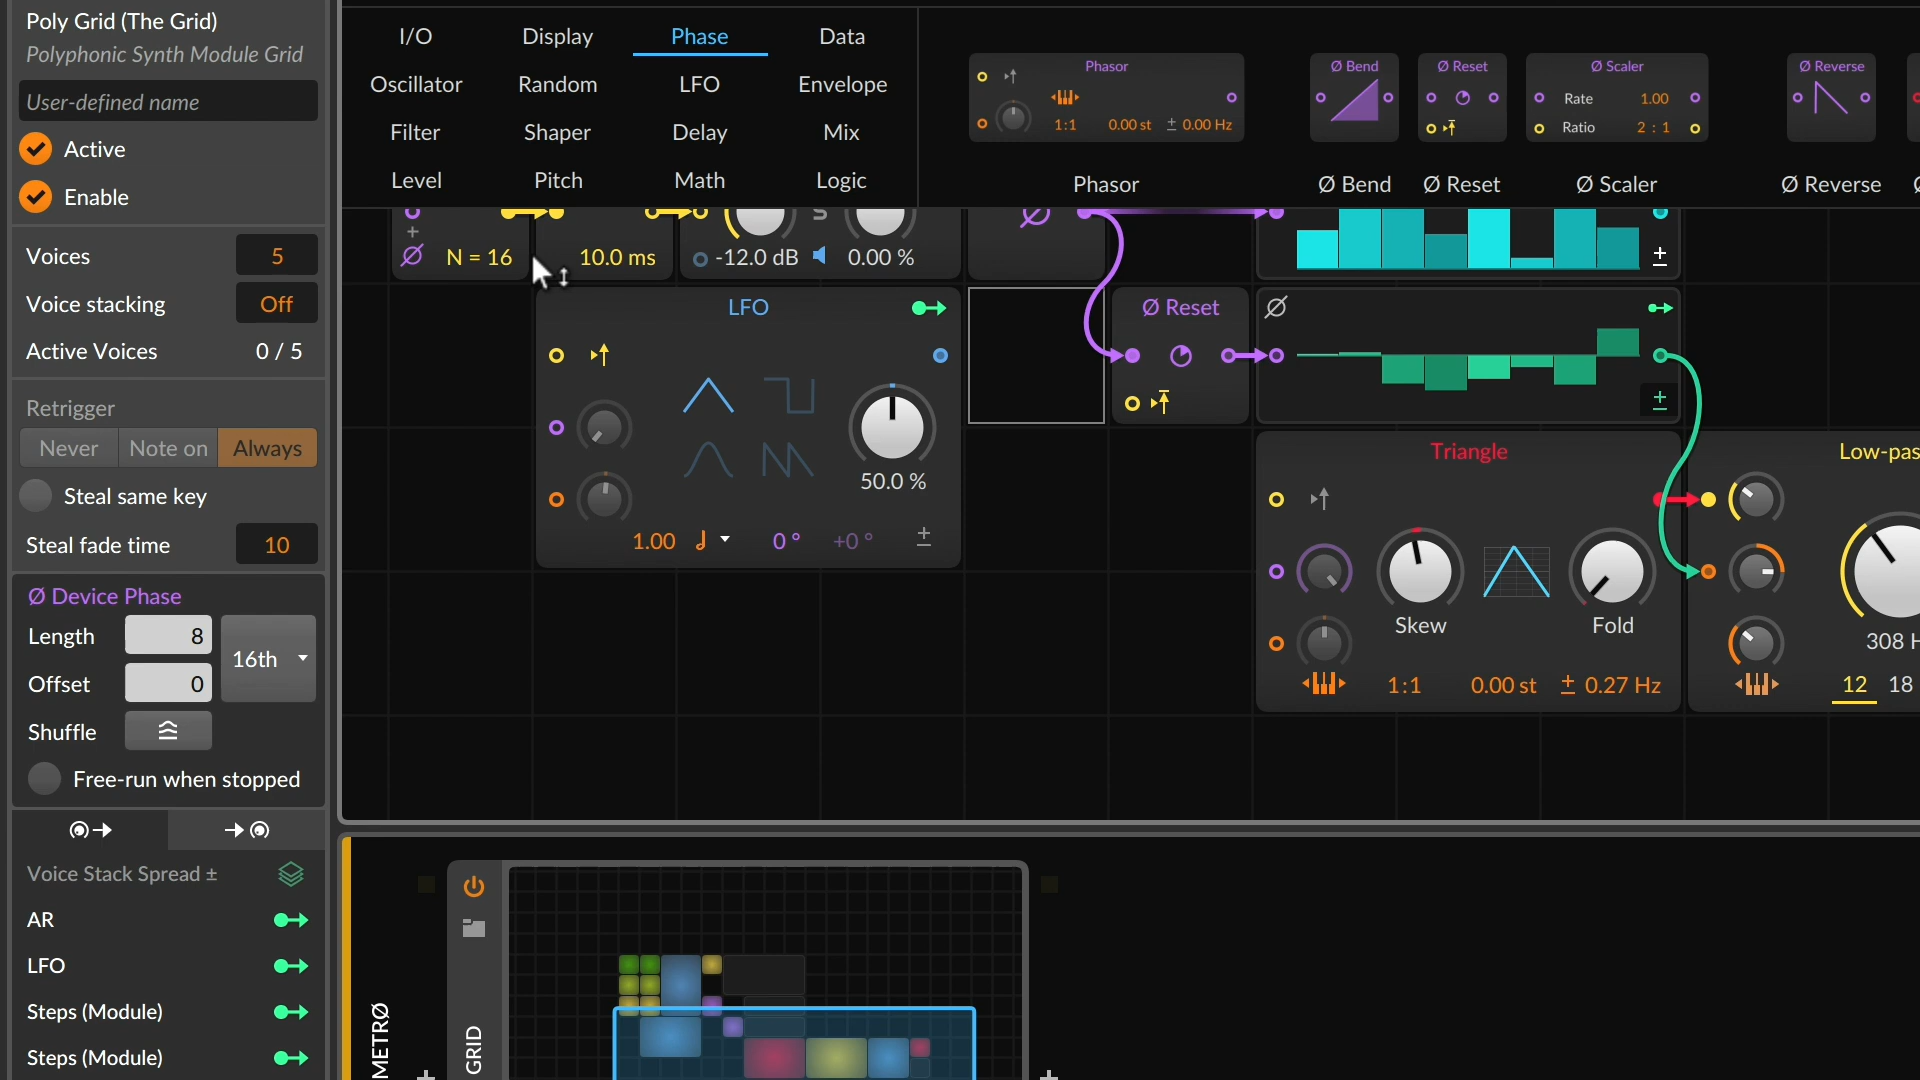 Poly Grid (The Grid)
Polyphonic Synth Module Grid
User-defined name
Active
Enable
Voices 5
Voice stacking Off
Active Voices 0 / 5
Retrigger
Never Note on Always
Steal same key
Steal fade time 10
Ø Device Phase
Length 8
16th
Offset 0
Shuffle
Free-run when stopped
Voice Stack Spread ±
AR
LFO
Steps (Module)
Steps (Module)
I/O Display Phase Data
Oscillator Random LFO Envelope
Filter Shaper Delay Mix
Level Pitch Math Logic
Phasor
1:1 0.00 st ± 0.00 Hz
Phasor
Ø Bend
Ø Bend
Ø Reset
Ø Reset
Ø Scaler
Rate 1.00
Ratio 2 : 1
Ø Scaler
Ø Reverse
Ø Reverse
N = 16
10.0 ms
-12.0 dB
S
0.00 %
±
LFO
50.0 %
1.00 0 ° +0 ° ±
Ø Reset
±
Triangle
Skew Fold
1:1 0.00 st ± 0.27 Hz
Low-pas
308 H
12 18
METRØ
GRID